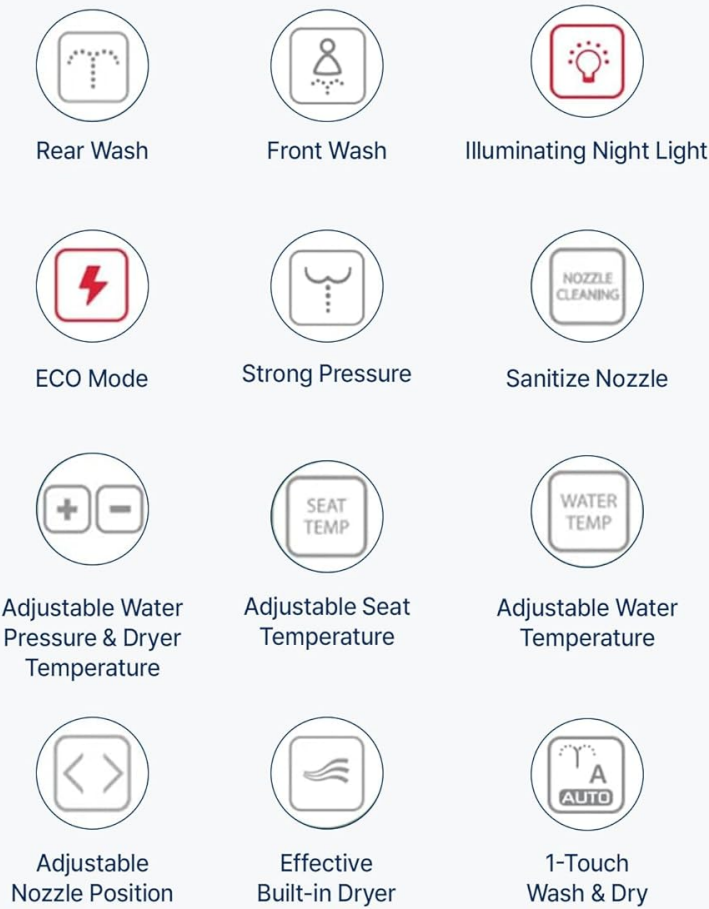 Rear Wash
Front Wash
Illuminating Night Light
NOZZLE
CLEANING
ECO Mode
Strong Pressure
Sanitize Nozzle
SEAT
TEMP
WATER
TEMP
Adjustable Water
Pressure & Dryer
Temperature
Adjustable Seat
Temperature
Adjustable Water
Temperature
A
AUTO
Adjustable
Nozzle Position
Effective
Built-in Dryer
1-Touch
Wash & Dry